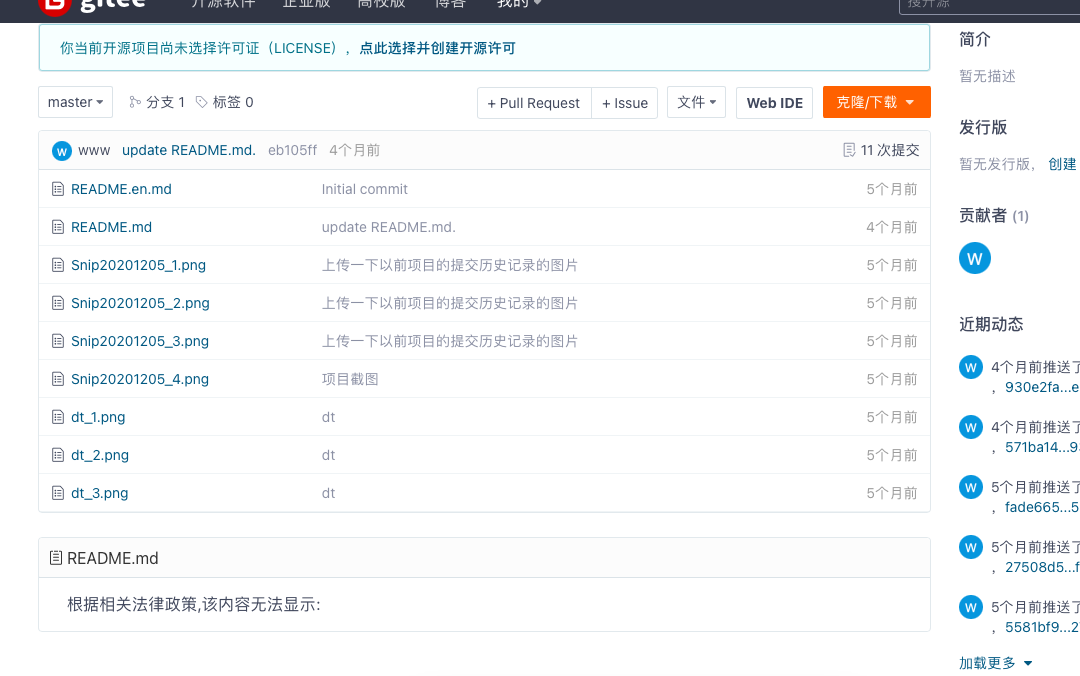 gitee 开源软件 企业版 高校版 博客 我的 搜开源
你当前开源项目尚未选择许可证（LICENSE），点此选择并创建开源许可
master 分支 1 标签 0 + Pull Request + Issue 文件 Web IDE 克隆/下载
W www update README.md. eb105ff 4个月前 11 次提交
README.en.md Initial commit 5个月前
README.md update README.md. 4个月前
Snip20201205_1.png 上传一下以前项目的提交历史记录的图片 5个月前
Snip20201205_2.png 上传一下以前项目的提交历史记录的图片 5个月前
Snip20201205_3.png 上传一下以前项目的提交历史记录的图片 5个月前
Snip20201205_4.png 项目截图 5个月前
dt_1.png dt 5个月前
dt_2.png dt 5个月前
dt_3.png dt 5个月前
README.md
根据相关法律政策,该内容无法显示:
简介
暂无描述
发行版
暂无发行版， 创建
贡献者 (1)
W
近期动态
W 4个月前推送了
，930e2fa...e
W 4个月前推送了
，571ba14...9
W 5个月前推送了
，fade665...5
W 5个月前推送了
，27508d5...f
W 5个月前推送了
，5581bf9...2
加载更多